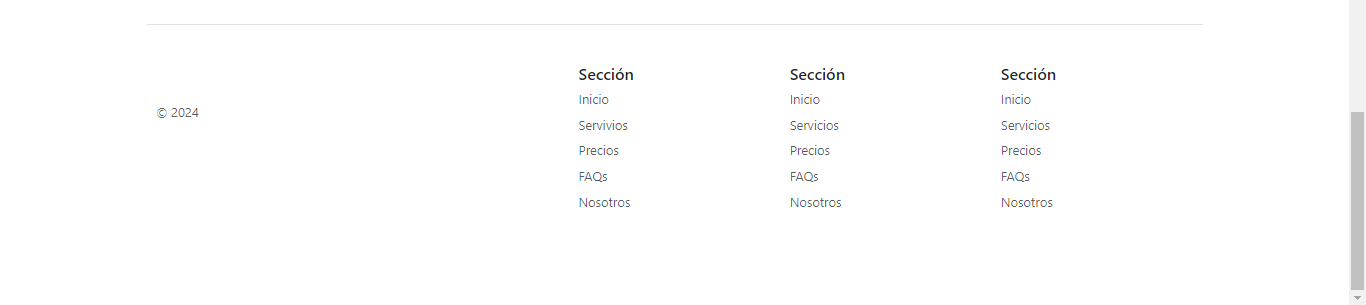 © 2024
Sección
Inicio
Servivios
Precios
FAQs
Nosotros
Sección
Inicio
Servicios
Precios
FAQs
Nosotros
Sección
Inicio
Servicios
Precios
FAQs
Nosotros